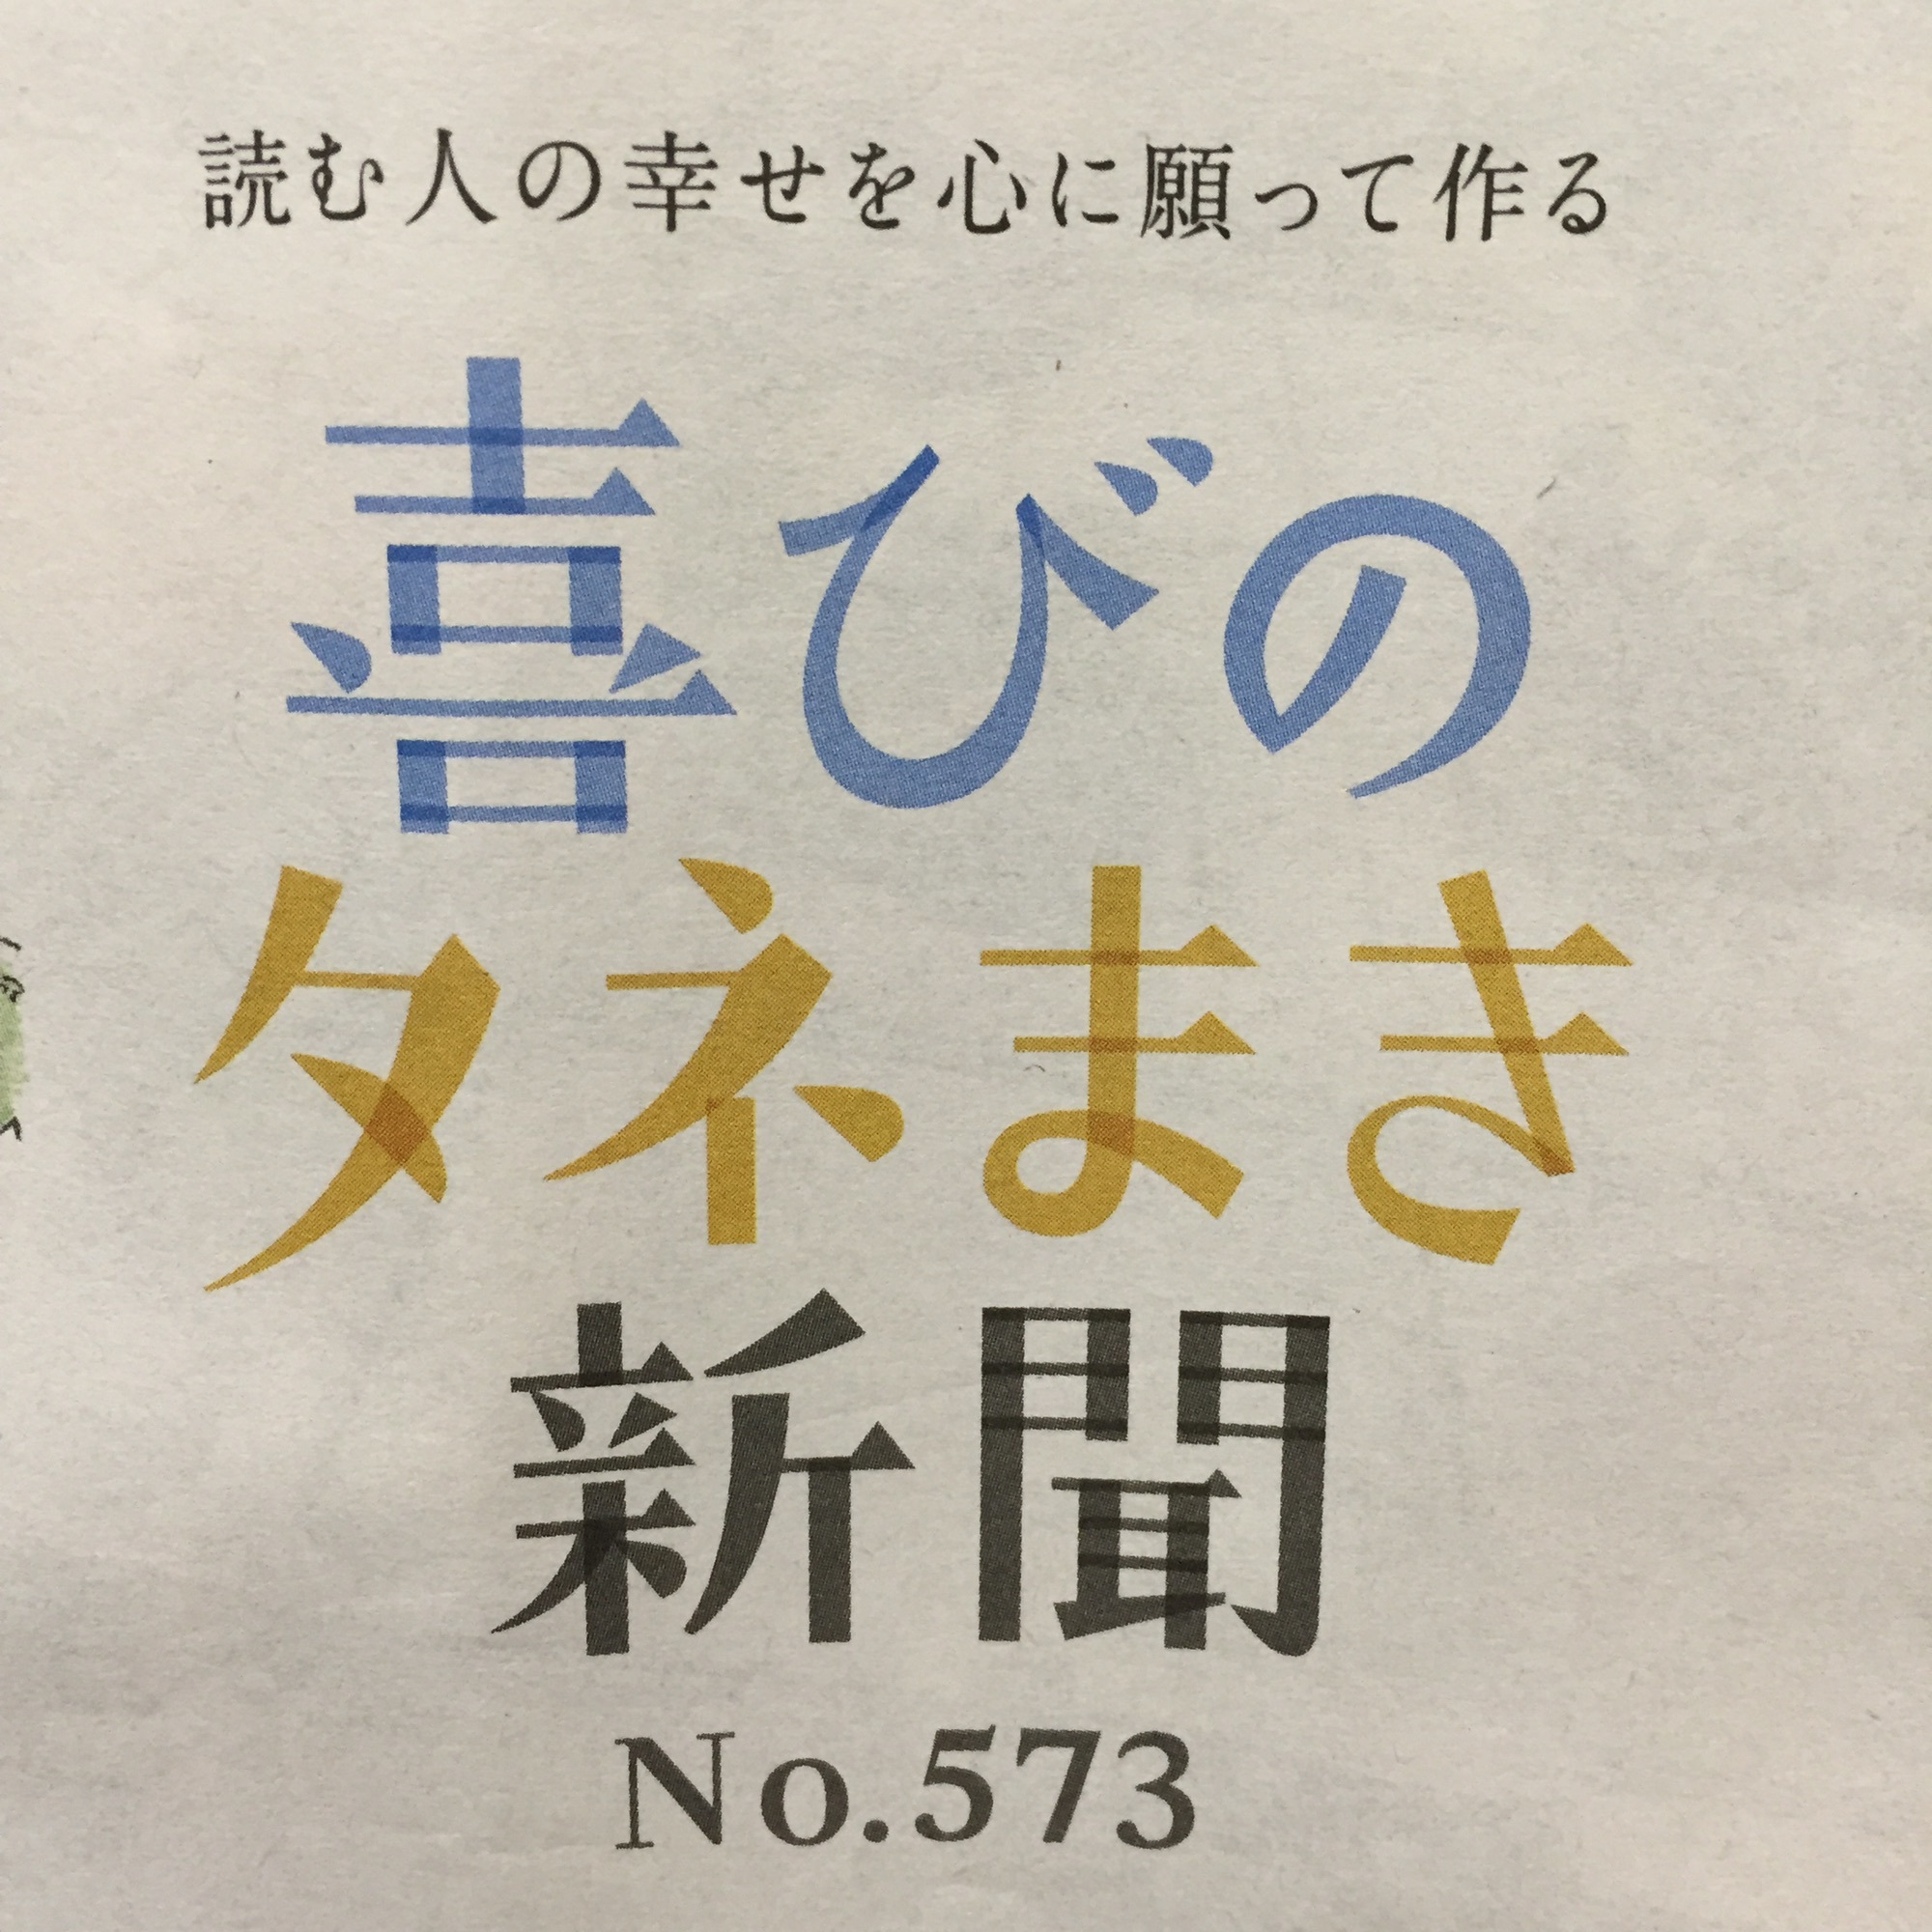 読む人の幸せを心に願って作る
喜びの
タネまき
新聞
No.573